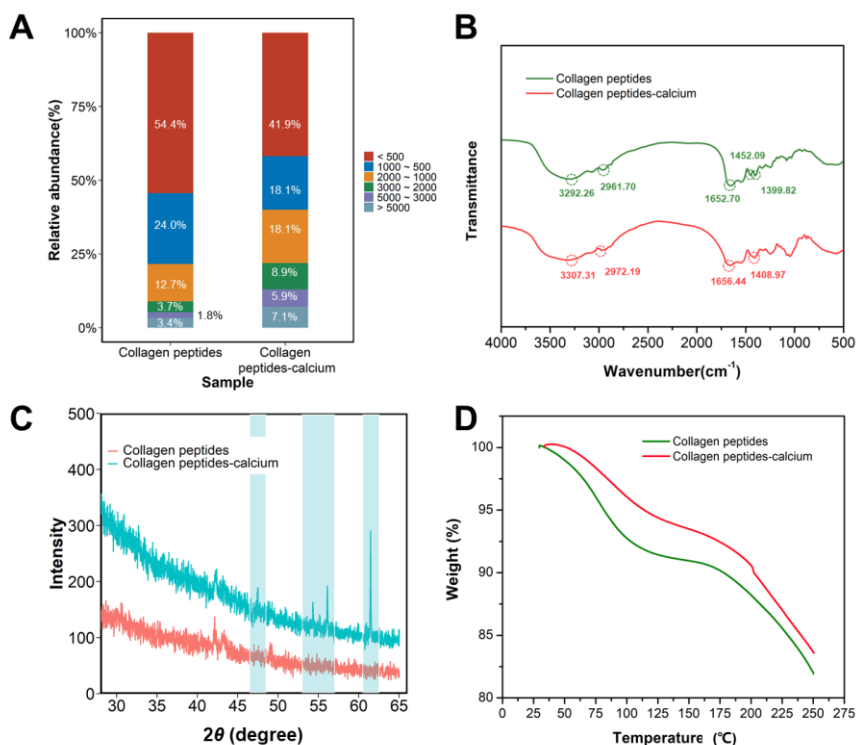 A
100%
75%
50%
25%
0%
Relative abundance(%)
54.4%
24.0%
12.7%
3.7%
1.8%
3.4%
41.9%
18.1%
18.1%
8.9%
5.9%
7.1%
Collagen peptides
Collagen
peptides-calcium
Sample
< 500
1000 ~ 500
2000 ~ 1000
3000 ~ 2000
5000 ~ 3000
> 5000
B
Collagen peptides
Collagen peptides-calcium
Transmittance
3292.26
2961.70
1652.70
1452.09
1399.82
3307.31
2972.19
1656.44
1408.97
4000 3500 3000 2500 2000 1500 1000 500
Wavenumber(cm⁻¹)
C
500
400
300
200
100
0
Intensity
Collagen peptides
Collagen peptides-calcium
30 35 40 45 50 55 60 65
2θ (degree)
D
100
95
90
85
80
Weight (%)
Collagen peptides
Collagen peptides-calcium
0 25 50 75 100 125 150 175 200 225 250 275
Temperature (℃)